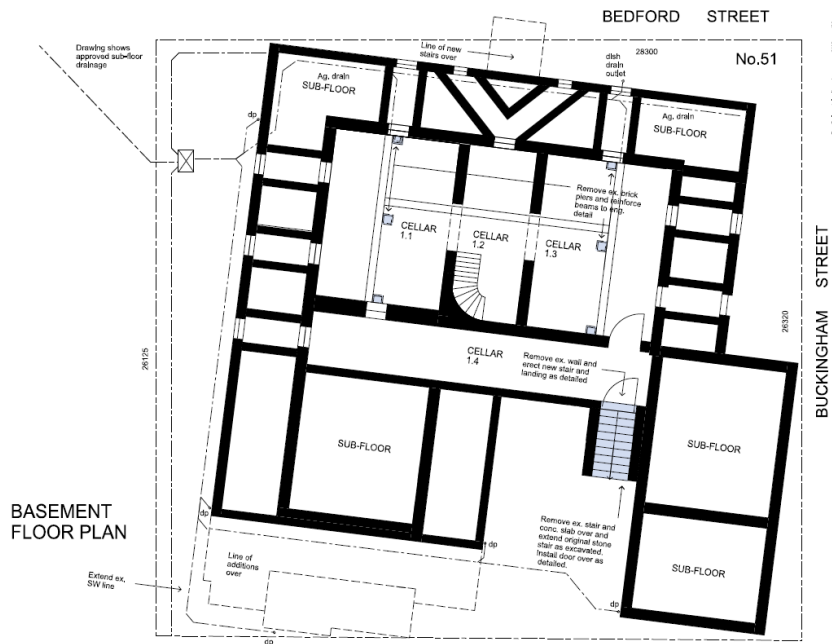 BEDFORD STREET
Drawing shows
approved sub-floor
drainage
Line of new
stairs over
dish
drain
outlet
28300
No.51
Ag. drain
SUB-FLOOR
Ag. drain
SUB-FLOOR
dp
dp
Remove ex. brick
piers and reinforce
beams to eng.
detail
CELLAR
1.1
CELLAR
1.2
CELLAR
1.3
BUCKINGHAM STREET
26125
26320
CELLAR
1.4
Remove ex. wall and
erect new stair and
landing as detailed
SUB-FLOOR
SUB-FLOOR
BASEMENT
FLOOR PLAN
dp
Remove ex. stair and
conc. slab over and
extend original stone
stair as excavated.
Install door over as
detailed.
dp
Line of
additions
over
SUB-FLOOR
Extend ex.
SW line
dp
dp